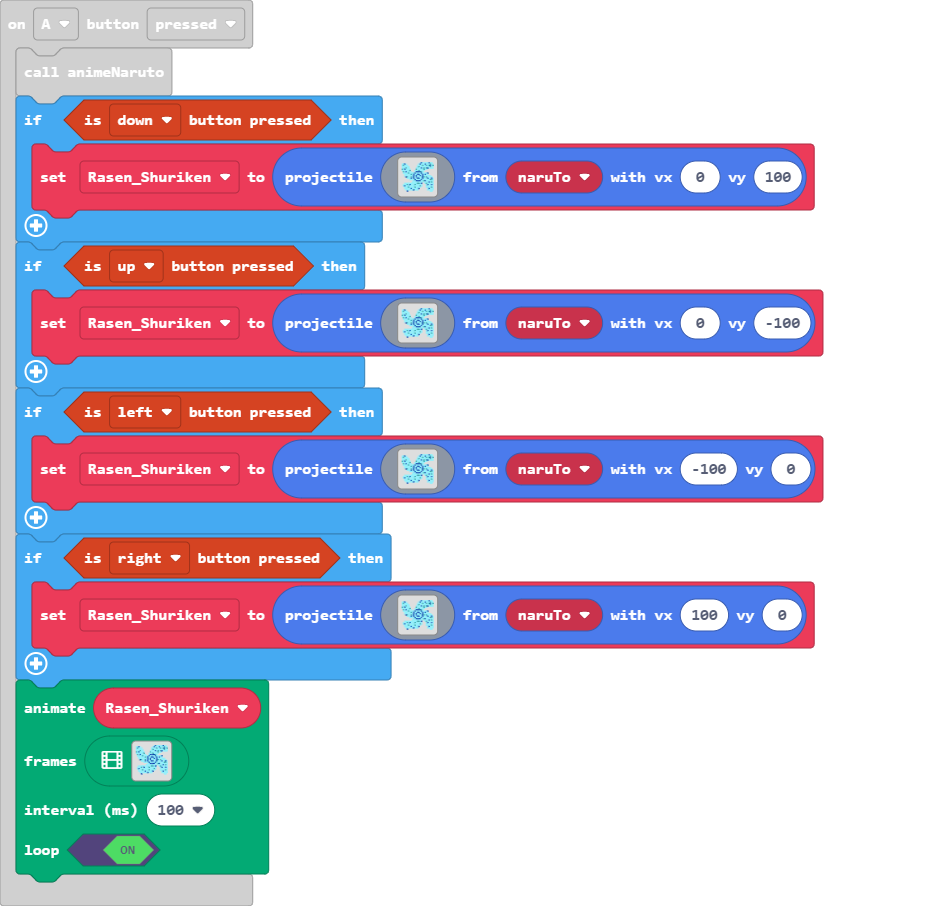 on A button pressed
call animeNaruto
if is down button pressed then
set Rasen_Shuriken to projectile from naruTo with vx 0 vy 100
if is up button pressed then
set Rasen_Shuriken to projectile from naruTo with vx 0 vy -100
if is left button pressed then
set Rasen_Shuriken to projectile from naruTo with vx -100 vy 0
if is right button pressed then
set Rasen_Shuriken to projectile from naruTo with vx 100 vy 0
animate Rasen_Shuriken
frames
interval (ms) 100
loop ON